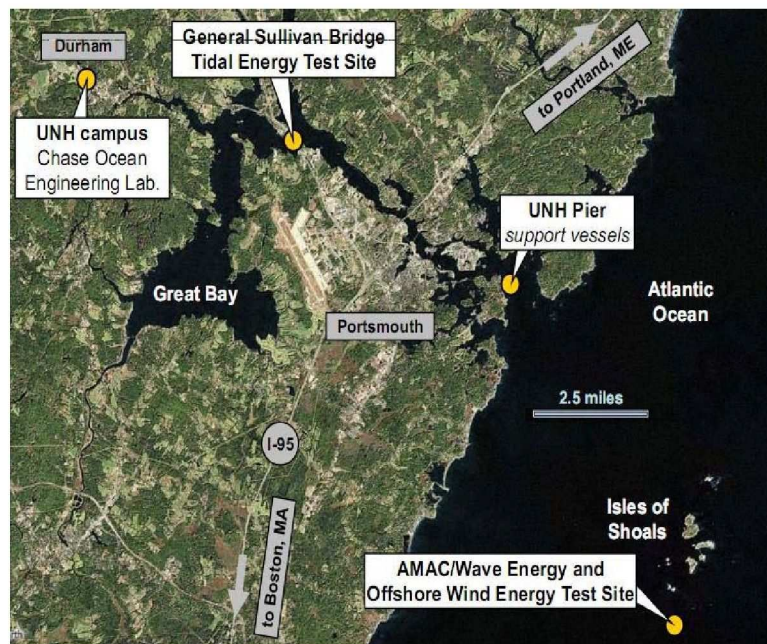 Durham
General Sullivan Bridge
Tidal Energy Test Site
to Portland, ME
UNH campus
Chase Ocean
Engineering Lab.
UNH Pier
support vessels
Great Bay
Atlantic
Ocean
Portsmouth
2.5 miles
I-95
to Boston, MA
Isles of
Shoals
AMAC/Wave Energy and
Offshore Wind Energy Test Site